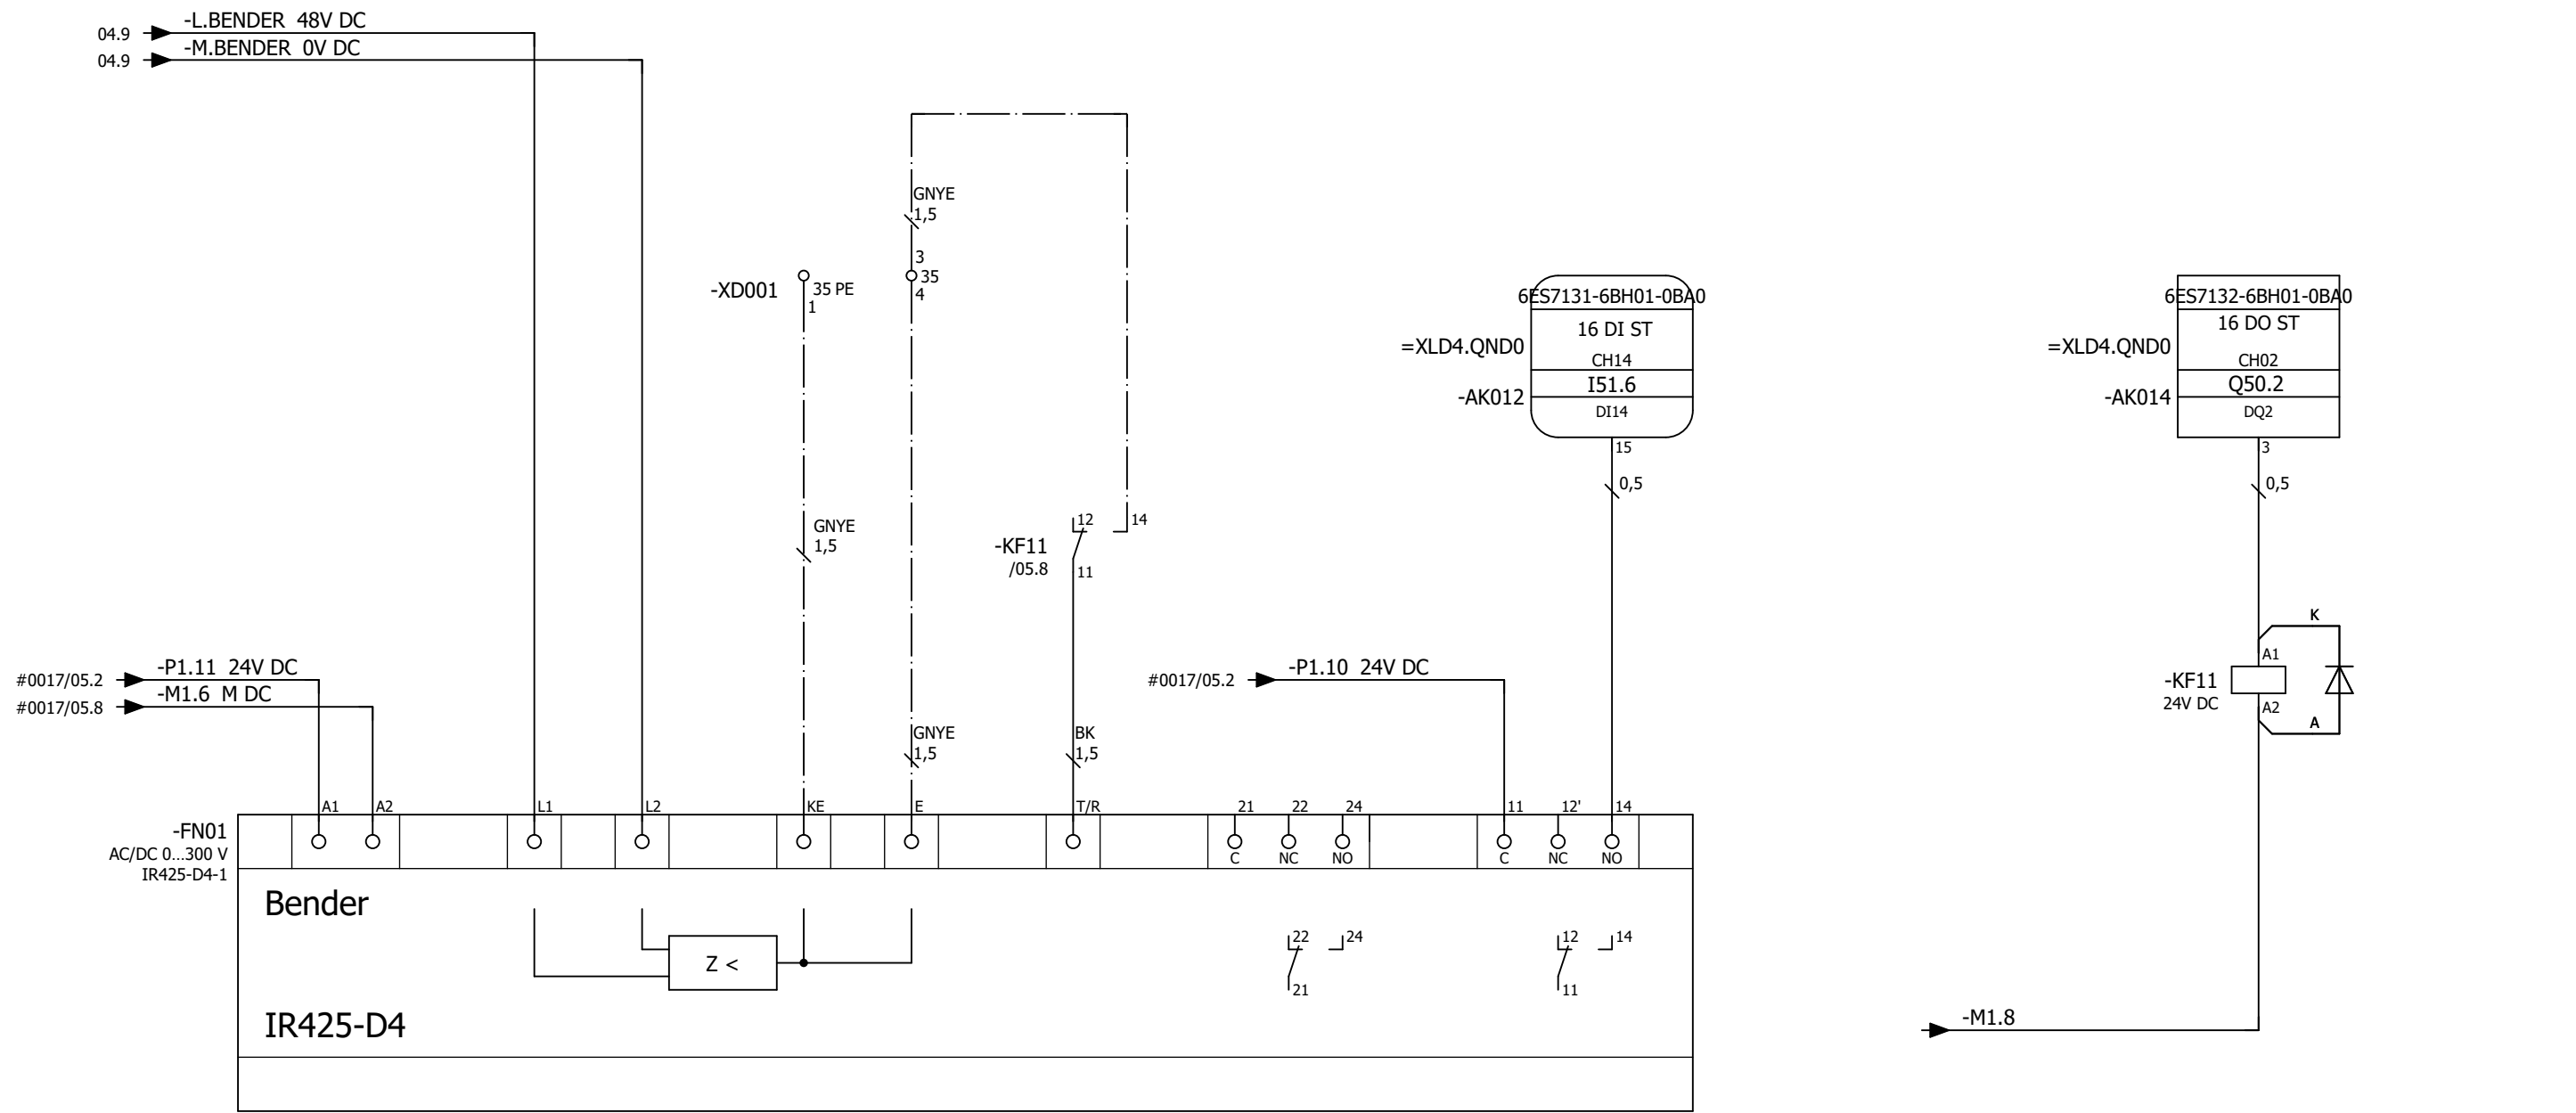 -L.BENDER  48V DC
04.9
-M.BENDER  0V DC
04.9
GNYE
1,5
3
-XD001
35 PE
35
1
4
6ES7131-6BH01-0BA0
16 DI ST
=XLD4.QND0
CH14
I51.6
-AK012
DI14
15
0,5
6ES7132-6BH01-0BA0
16 DO ST
=XLD4.QND0
CH02
Q50.2
-AK014
DQ2
3
0,5
GNYE
1,5
12
14
-KF11
/05.8
11
K
A1
-KF11
24V DC
A2
A
-P1.11  24V DC
#0017/05.2
-M1.6  M DC
#0017/05.8
-P1.10  24V DC
#0017/05.2
GNYE
1,5
BK
1,5
A1
A2
L1
L2
KE
E
T/R
21
22
24
11
12'
14
-FN01
AC/DC 0...300 V
IR425-D4-1
C
NC
NO
C
NC
NO
Bender
Z <
22
24
21
12
14
11
IR425-D4
-M1.8